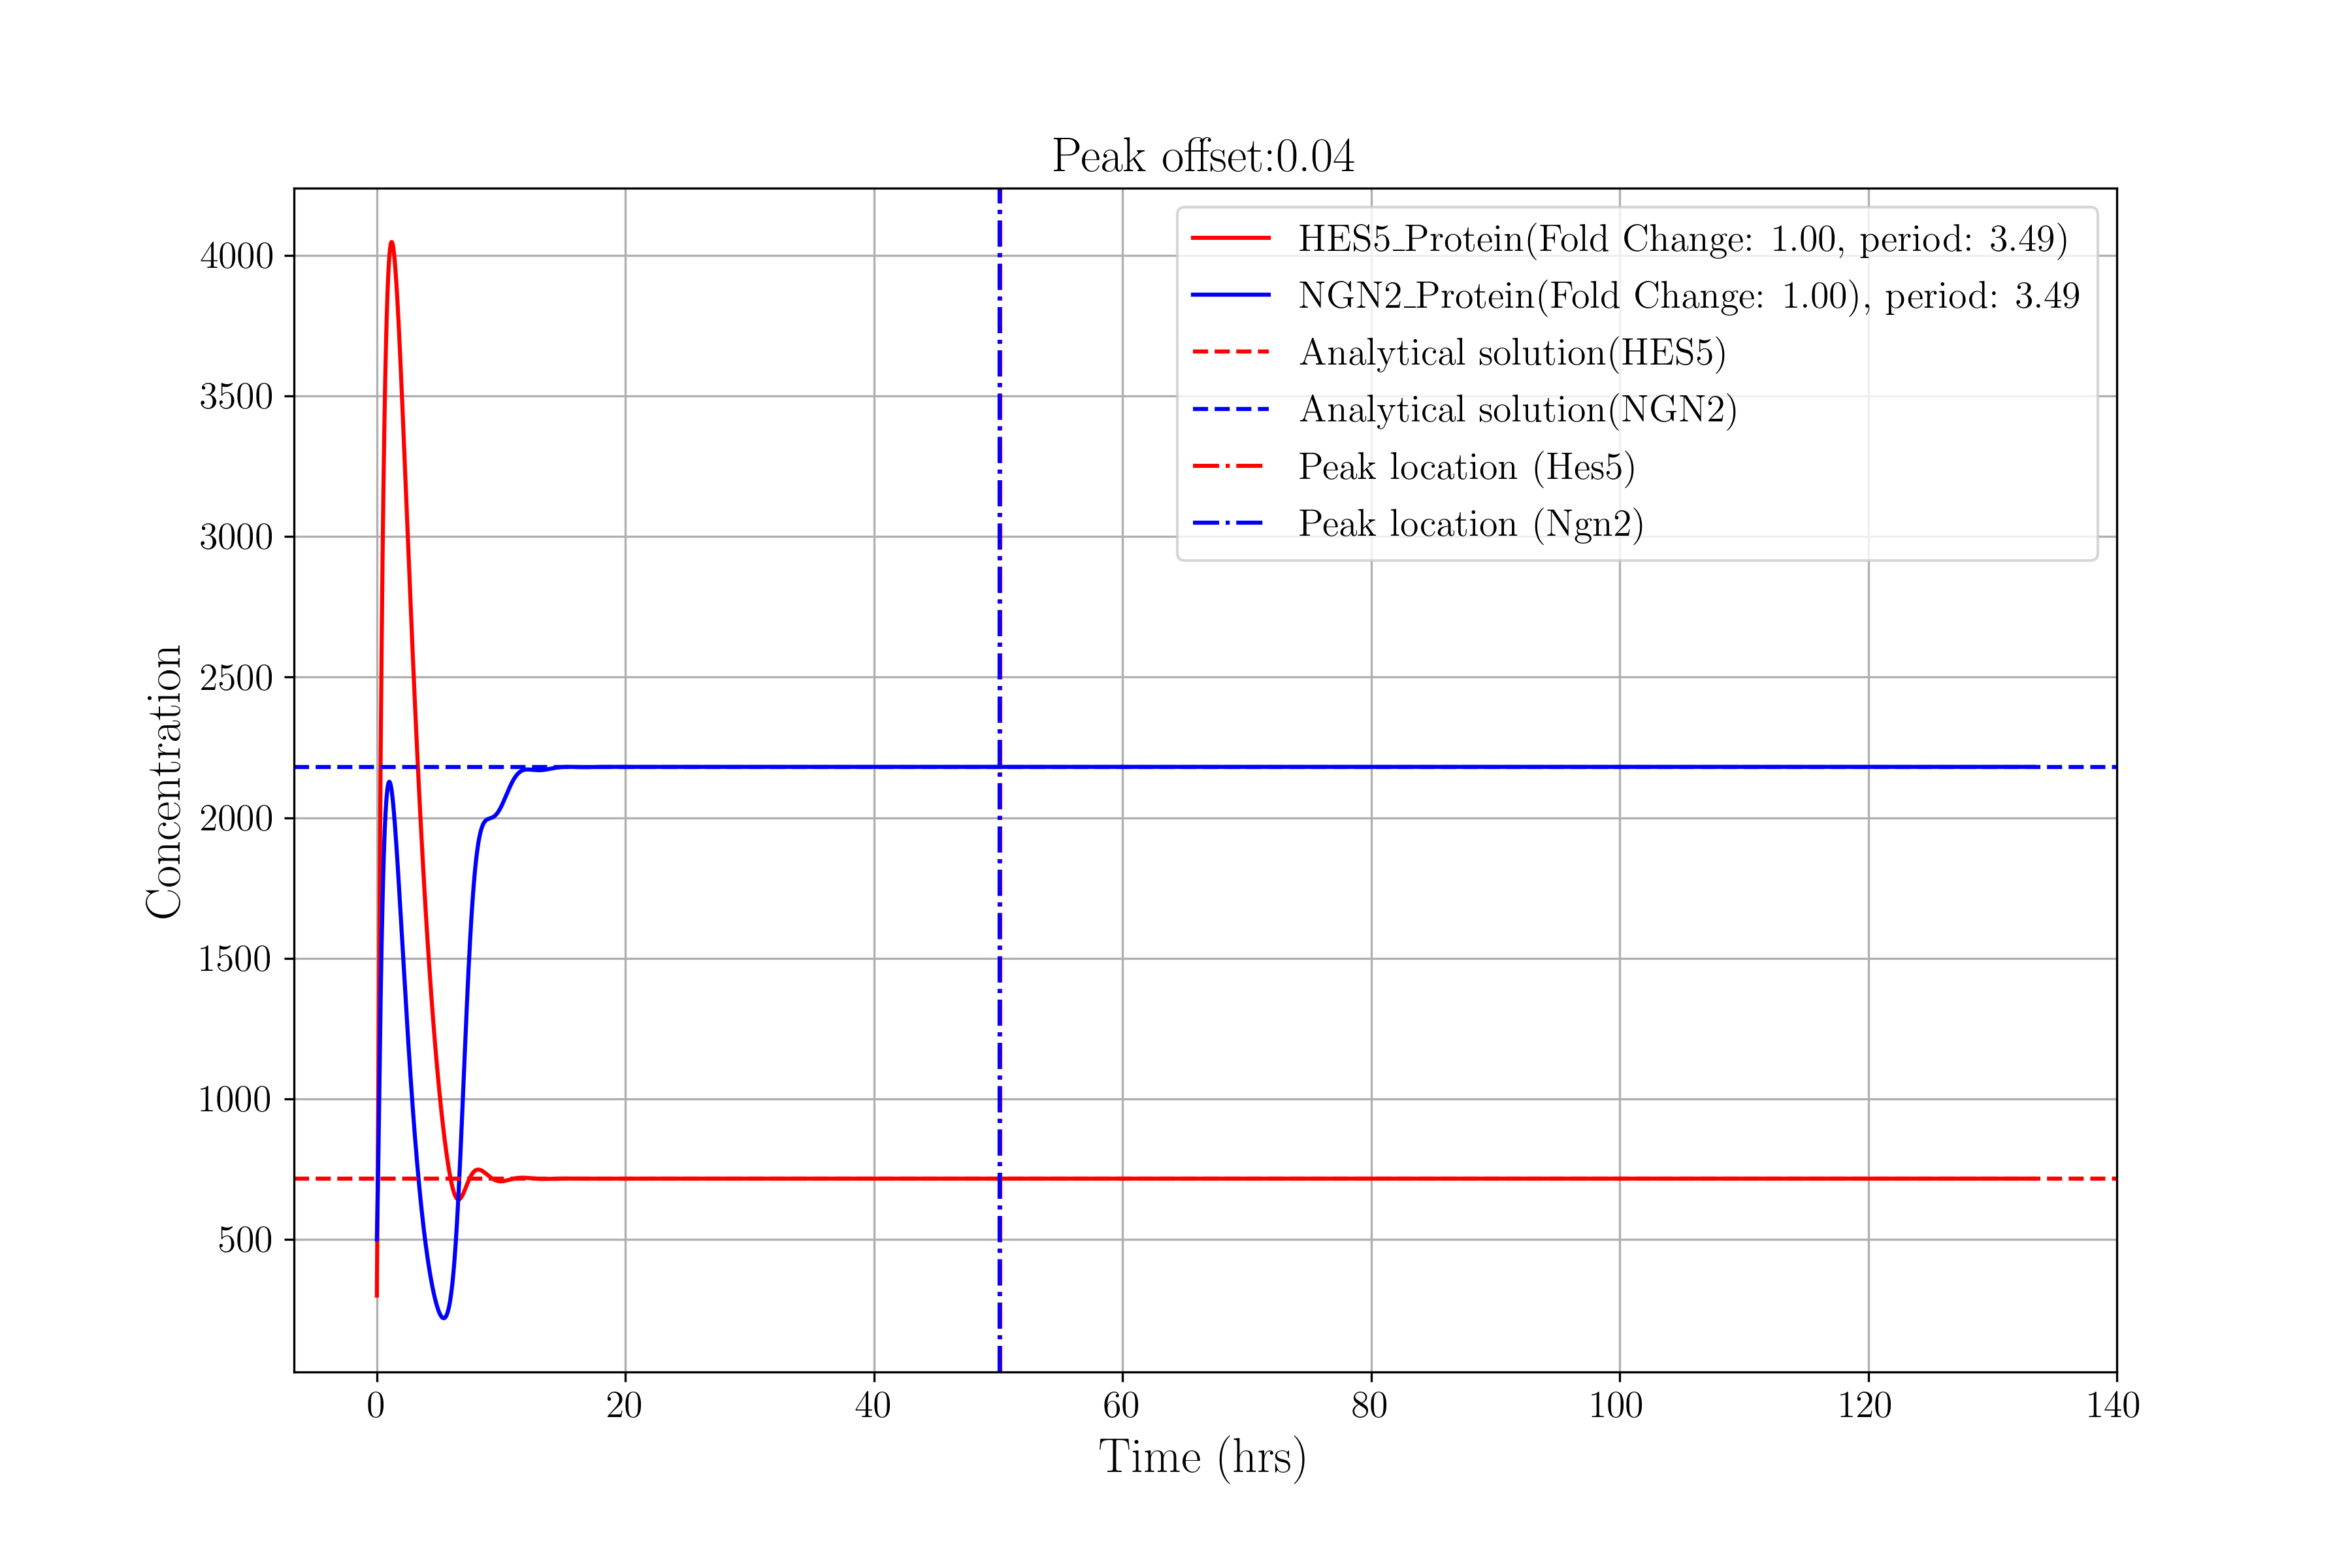 Peak offset:0.04
HES5_Protein(Fold Change: 1.00, period: 3.49)
NGN2_Protein(Fold Change: 1.00), period: 3.49
Analytical solution(HES5)
Analytical solution(NGN2)
Peak location (Hes5)
Peak location (Ngn2)
4000
3500
3000
2500
2000
1500
1000
500
Concentration
0 20 40 60 80 100 120 140
Time (hrs)